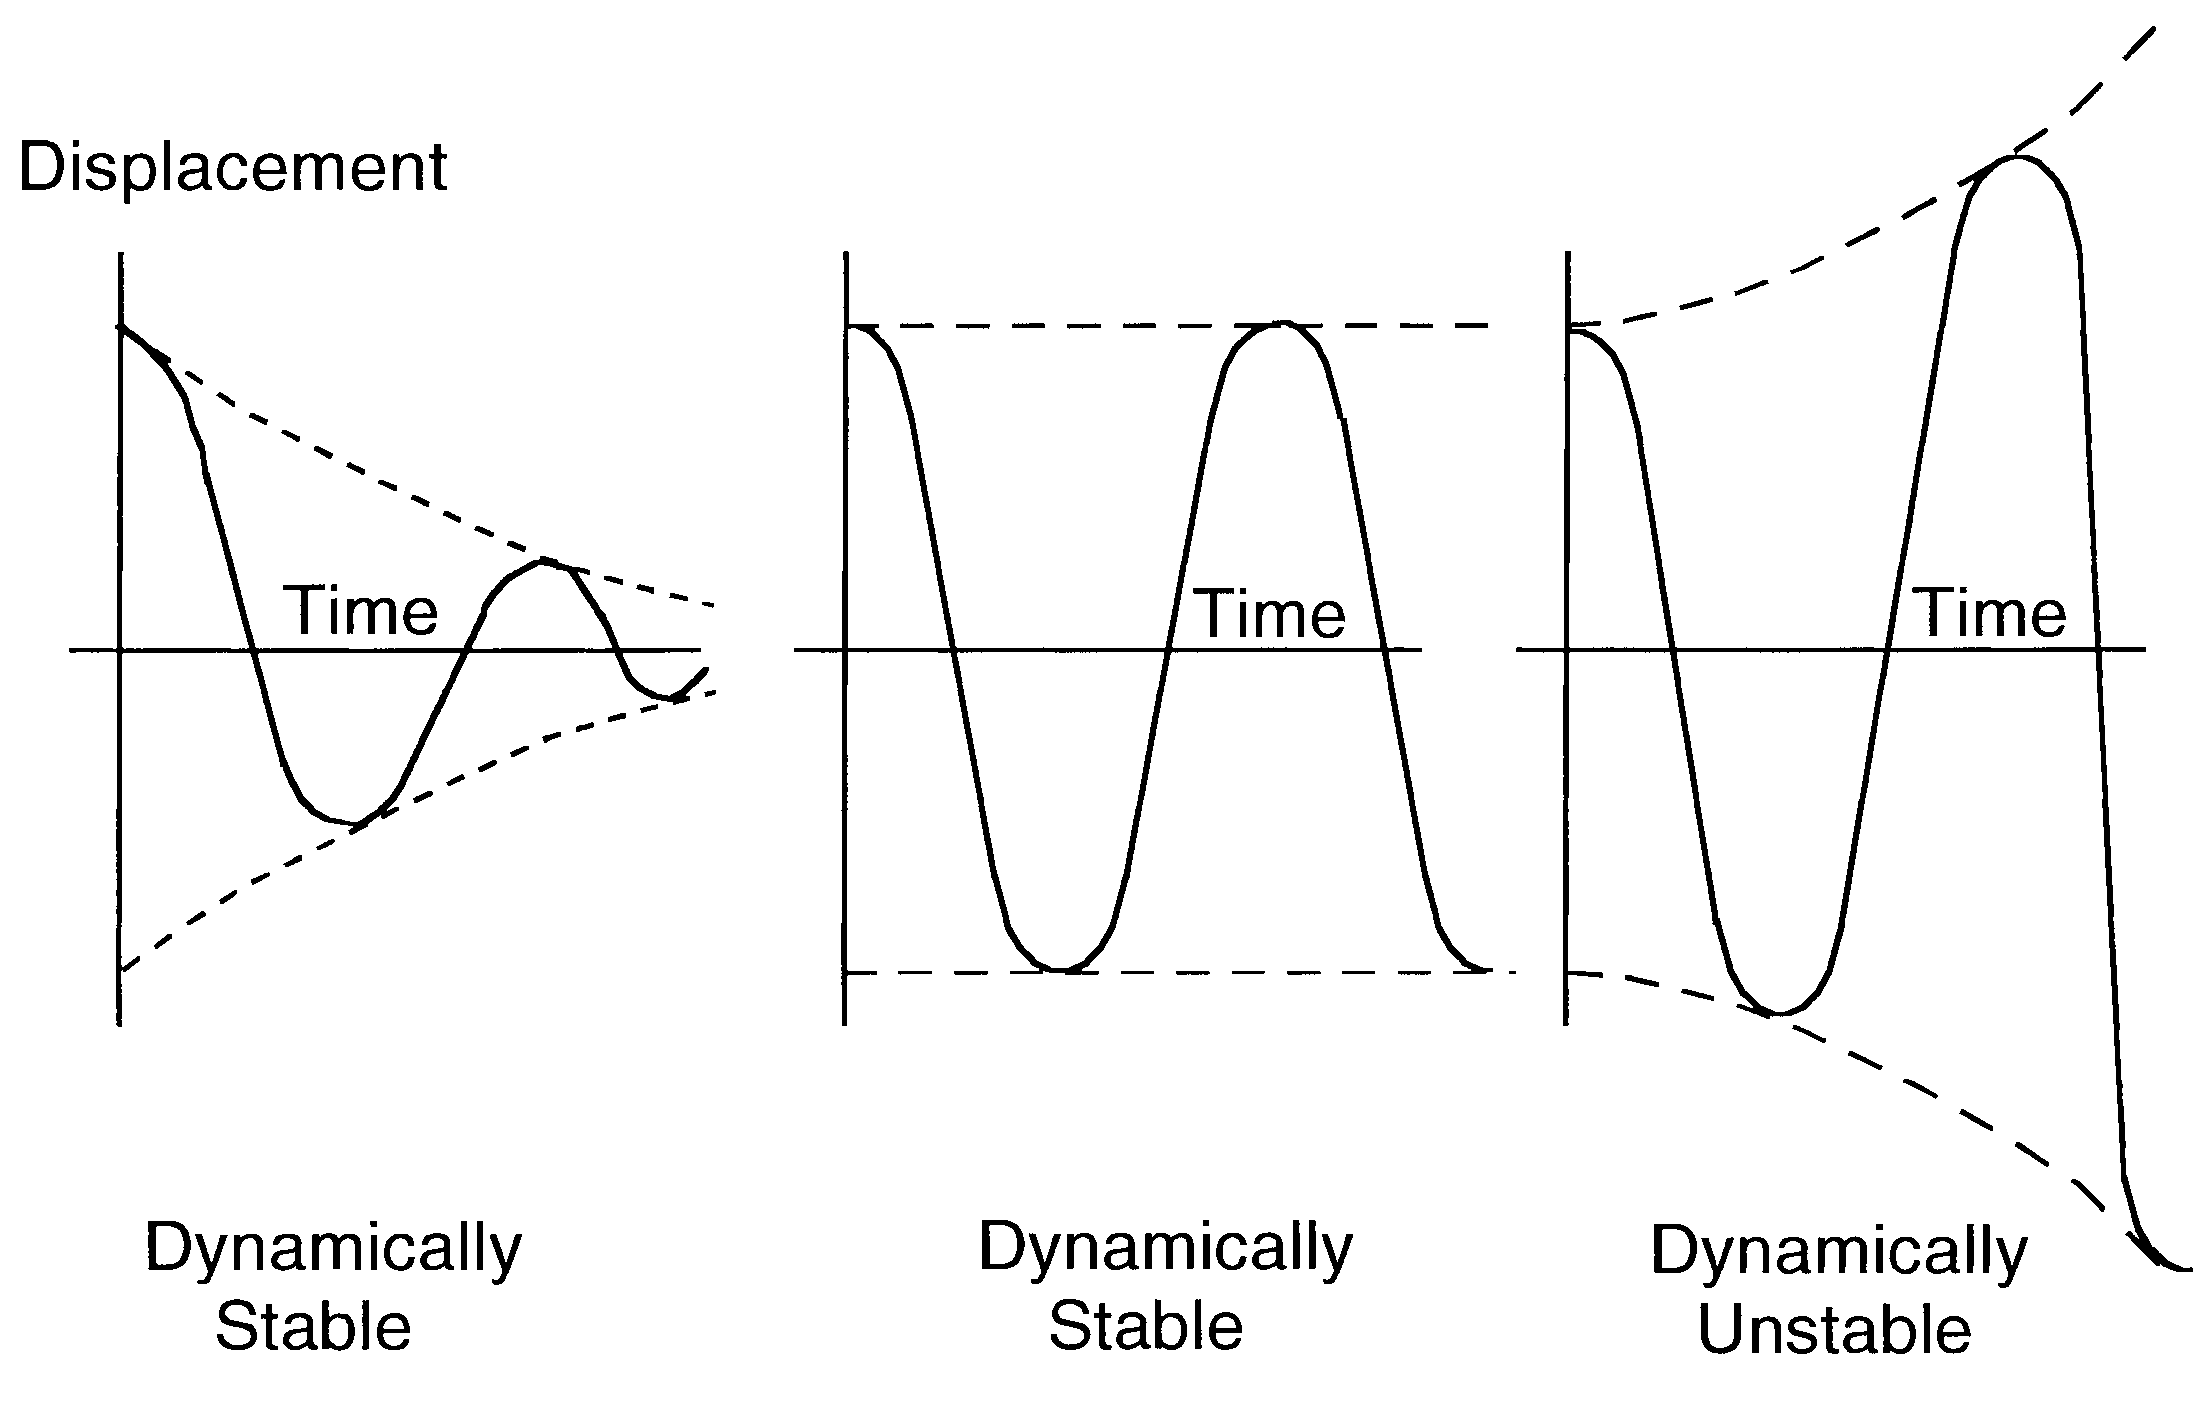 Displacement
Time
Time
Time
Dynamically
Stable
Dynamically
Stable
Dynamically
Unstable